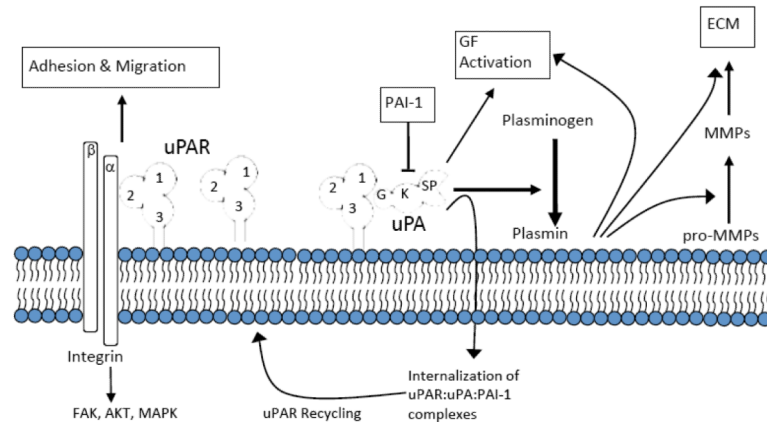 ECM
GF
Activation
Adhesion & Migration
PAI-1
Plasminogen
MMPs
β
α
uPAR
1
2
3
1
2
3
1
2
3
G
K
SP
uPA
Plasmin
pro-MMPs
Integrin
Internalization of
uPAR:uPA:PAI-1
complexes
FAK, AKT, MAPK
uPAR Recycling